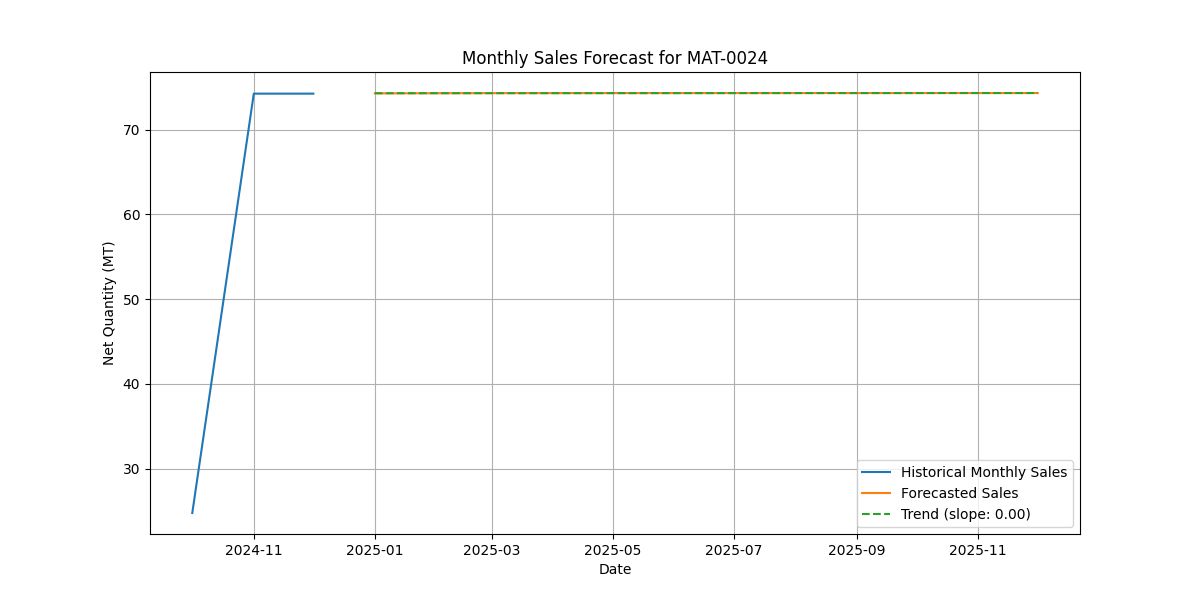 Monthly Sales Forecast for MAT-0024
Net Quantity (MT)
70
60
50
40
30
2024-11
2025-01
2025-03
2025-05
2025-07
2025-09
2025-11
Date
Historical Monthly Sales
Forecasted Sales
Trend (slope: 0.00)